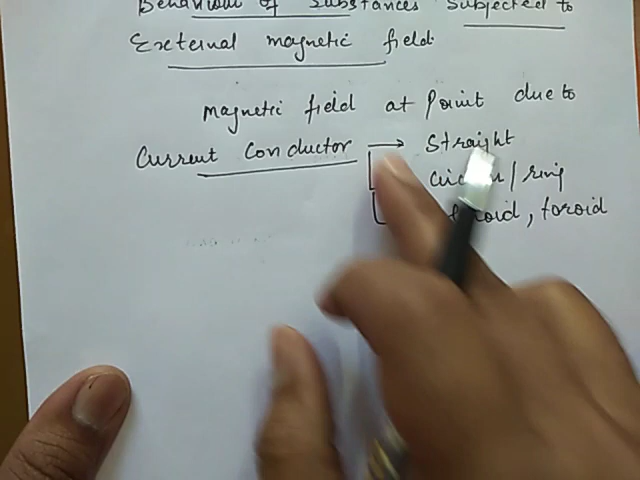 Behaviour of Substances Subjected to
External magnetic field.
magnetic field at point due to
Current Conductor → Straight
/ ring
, toroid